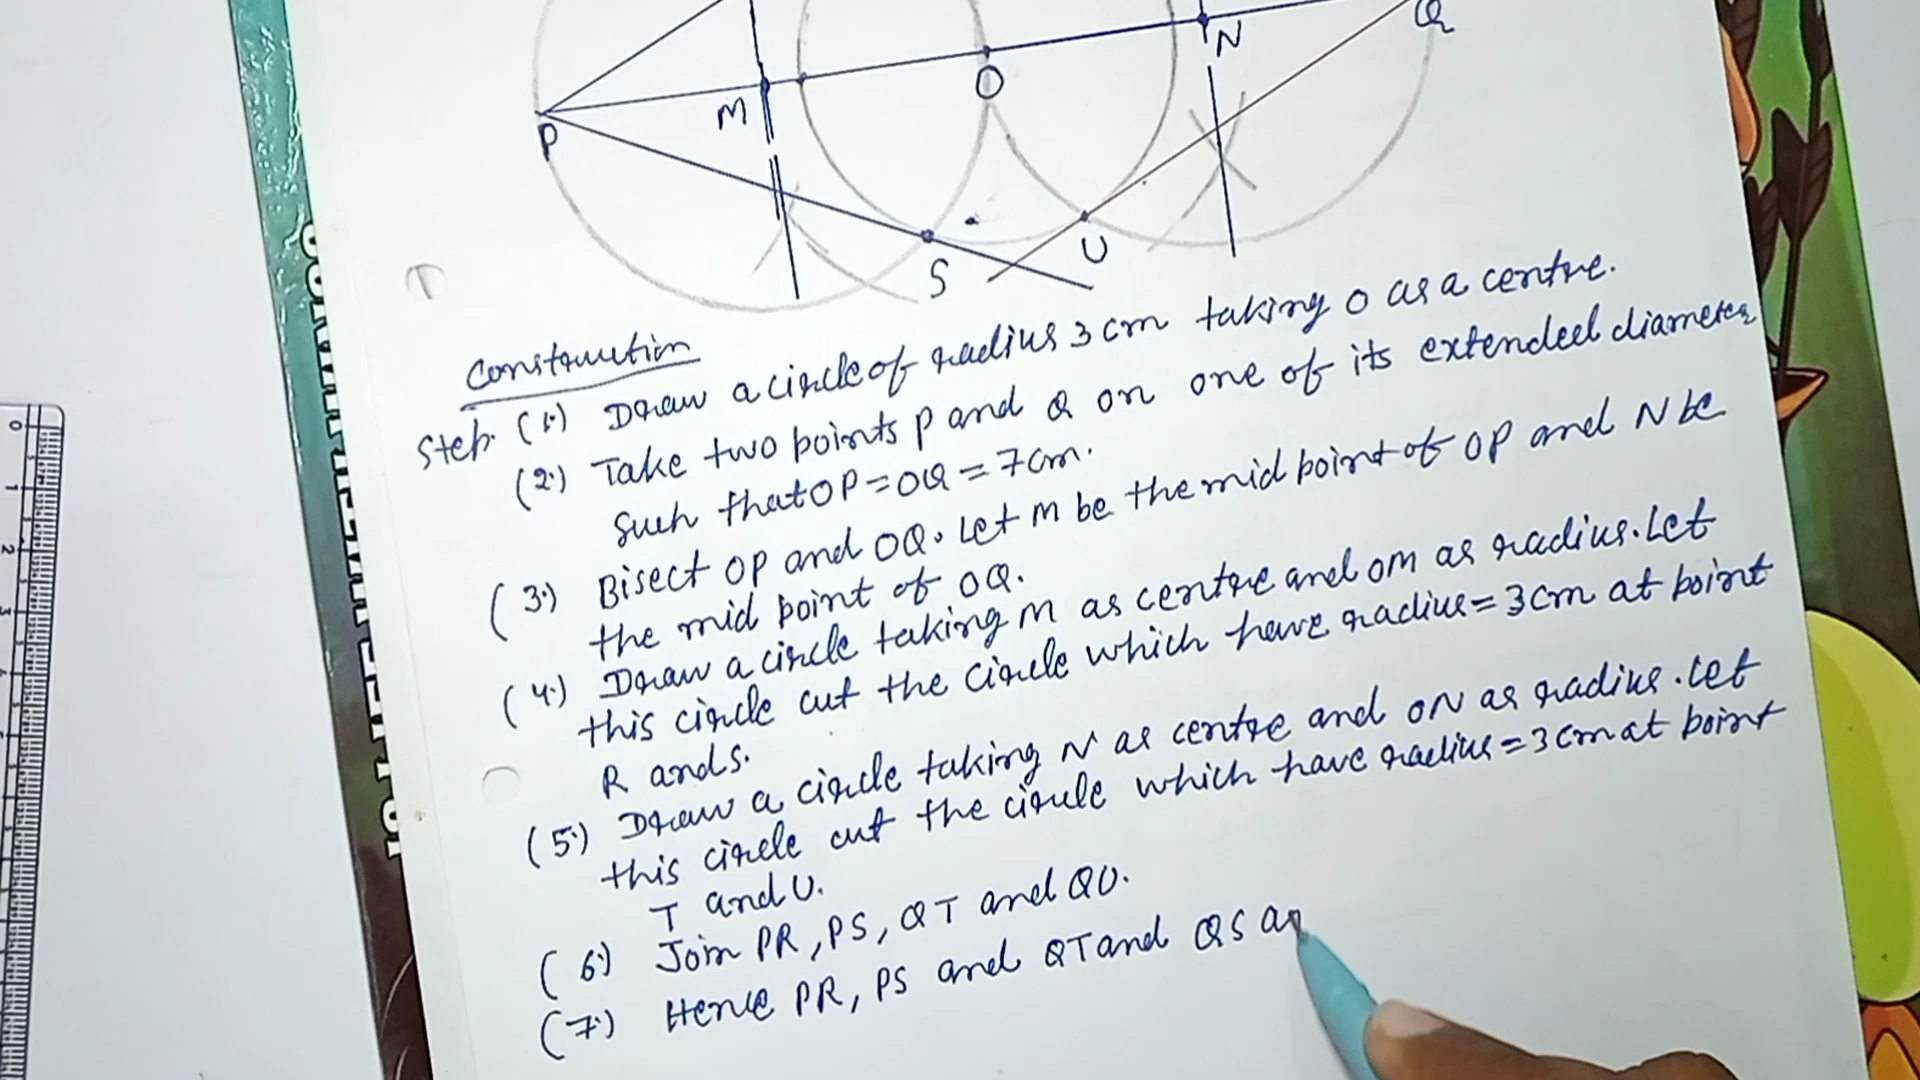 P
M
O
N
Q
S
U
Construction
Step. (1.) Draw a circle of radius 3 cm taking O as a centre.
(2.) Take two points P and Q on one of its extended diameter
Such that OP = OQ = 7 cm.
(3.) Bisect OP and OQ. Let M be the mid point of OP and N be
the mid point of OQ.
(4.) Draw a circle taking M as centre and OM as radius. Let
this circle cut the circle which have radius = 3 cm at point
R and S.
(5.) Draw a circle taking N as centre and ON as radius. Let
this circle cut the circle which have radius = 3 cm at point
T and U.
(6.) Join PR, PS, QT and QU.
(7.) Hence PR, PS and QT and QS ar
0
1
2
3